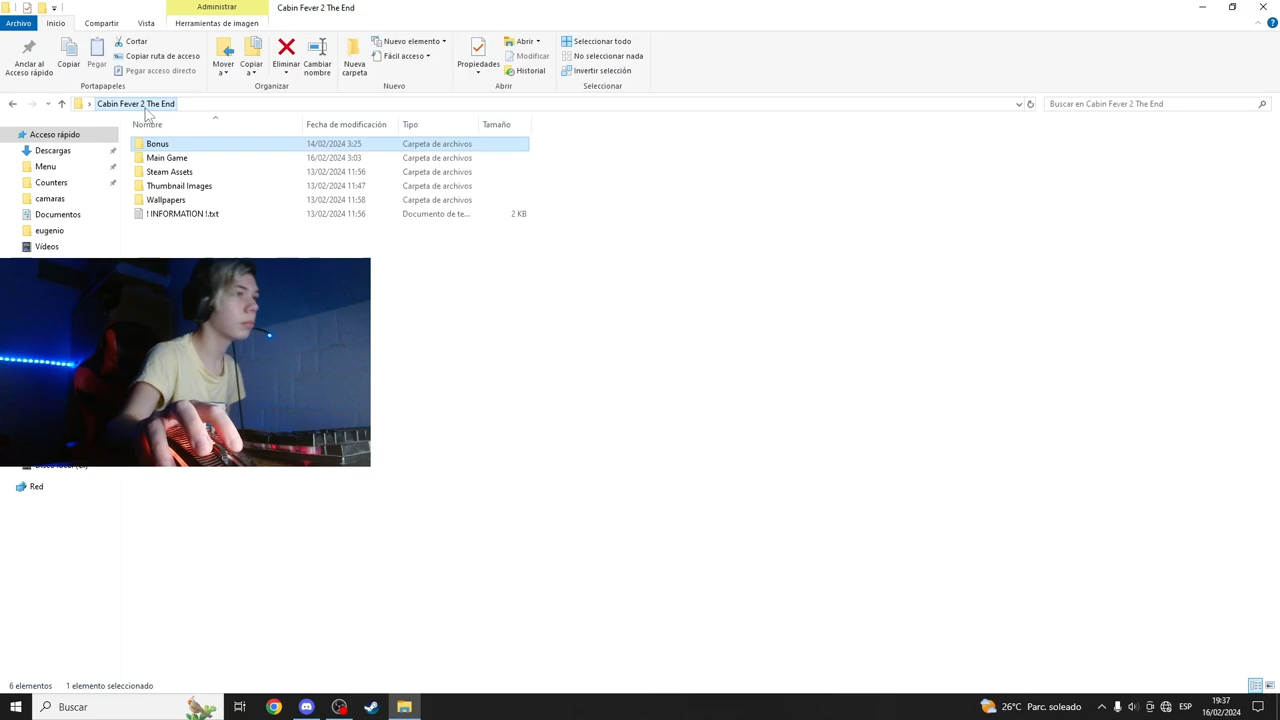 Administrar
Cabin Fever 2 The End
Archivo
Inicio
Compartir
Vista
Herramientas de imagen
Anclar al Acceso rápido
Copiar
Pegar
Cortar
Copiar ruta de acceso
Pegar acceso directo
Portapapeles
Mover a
Copiar a
Eliminar
Cambiar nombre
Organizar
Nueva carpeta
Nuevo elemento
Fácil acceso
Nuevo
Propiedades
Abrir
Modificar
Historial
Abrir
Seleccionar todo
No seleccionar nada
Invertir selección
Seleccionar
Cabin Fever 2 The End
Buscar en Cabin Fever 2 The End
Nombre
Fecha de modificación
Tipo
Tamaño
Acceso rápido
Descargas
Menu
Counters
camaras
Documentos
eugenio
Vídeos
Red
Bonus 14/02/2024 3:25 Carpeta de archivos
Main Game 16/02/2024 3:03 Carpeta de archivos
Steam Assets 13/02/2024 11:56 Carpeta de archivos
Thumbnail Images 13/02/2024 11:47 Carpeta de archivos
Wallpapers 13/02/2024 11:58 Carpeta de archivos
! INFORMATION !.txt 13/02/2024 11:56 Documento de te... 2 KB
6 elementos
1 elemento seleccionado
Buscar
26°C Parc. soleado
ESP
19:37
16/02/2024